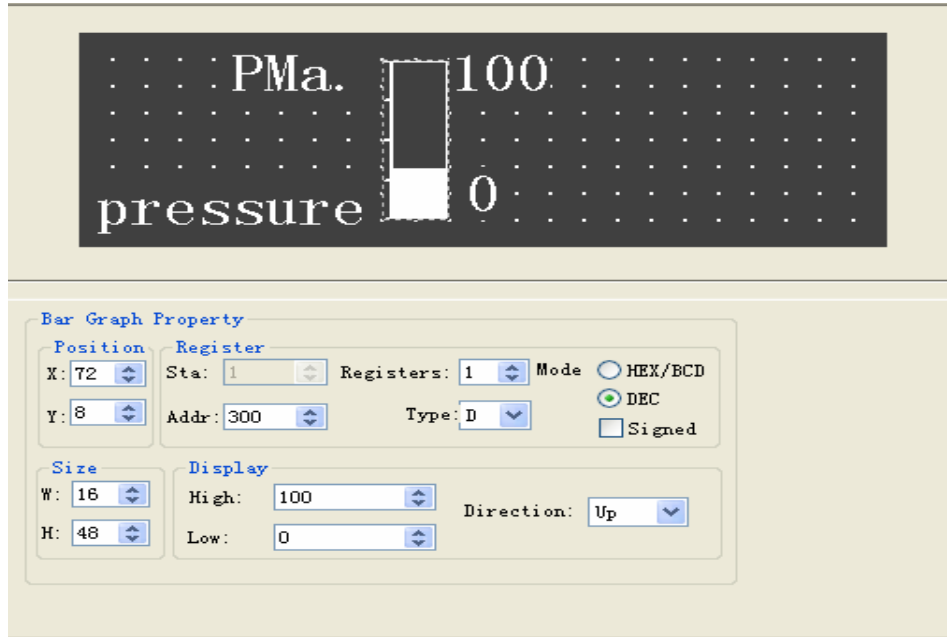 PMa. 100
pressure 0
Bar Graph Property
Position Register
X: 72 Sta: 1 Registers: 1 Mode HEX/BCD
DEC
Y: 8 Addr: 300 Type: D Signed
Size Display
W: 16 High: 100 Direction: Up
H: 48 Low: 0